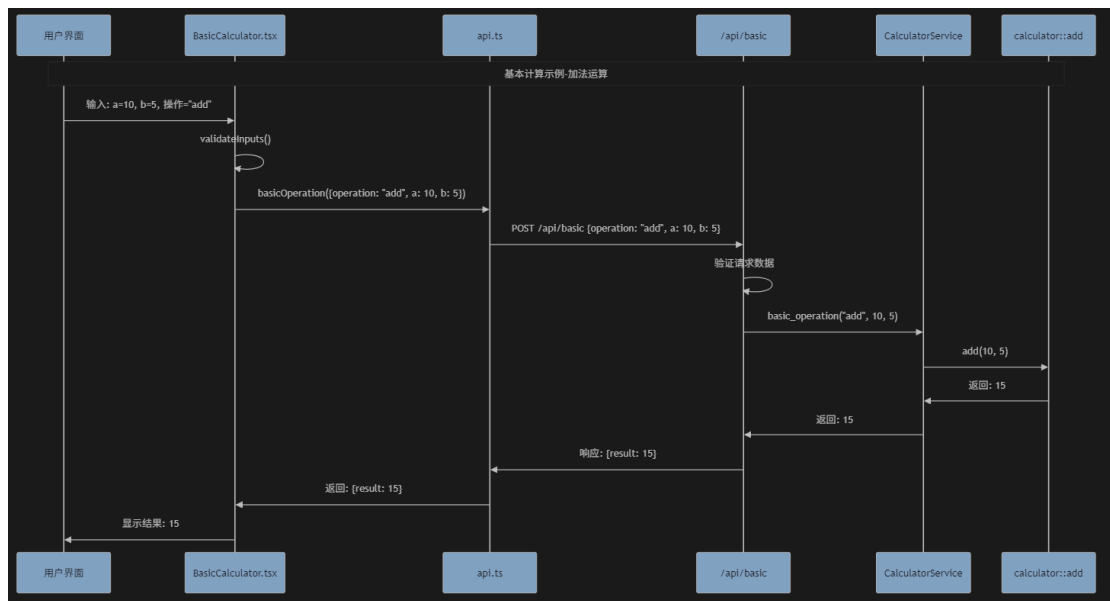 用户界面
BasicCalculator.tsx
api.ts
/api/basic
CalculatorService
calculator::add
基本计算示例-加法运算
输入: a=10, b=5, 操作="add"
validateInputs()
basicOperation({operation: "add", a: 10, b: 5})
POST /api/basic {operation: "add", a: 10, b: 5}
验证请求数据
basic_operation("add", 10, 5)
add(10, 5)
返回: 15
返回: 15
响应: {result: 15}
返回: {result: 15}
显示结果: 15
用户界面
BasicCalculator.tsx
api.ts
/api/basic
CalculatorService
calculator::add